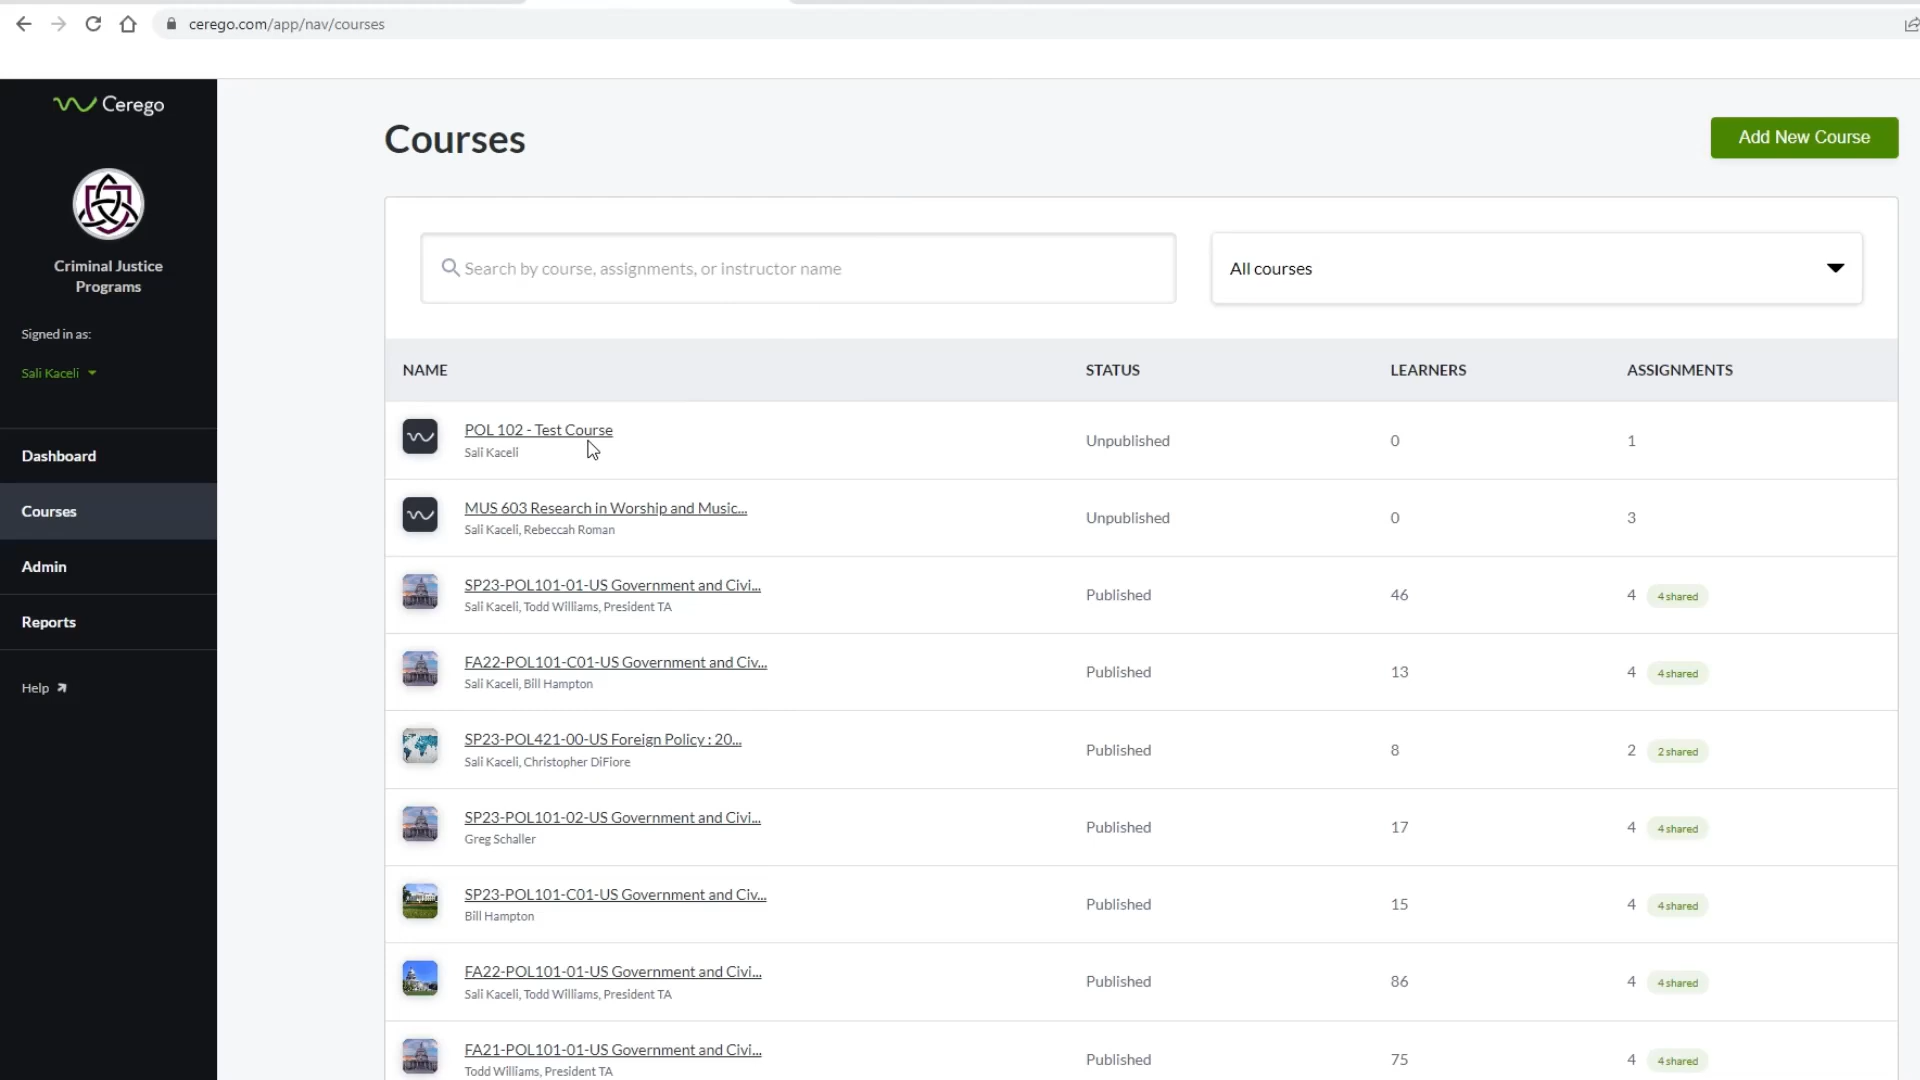 cerego.com/app/nav/courses
Cerego
Criminal Justice
Programs
Signed in as:
Sali Kaceli
Dashboard
Courses
Admin
Reports
Help
Courses
Add New Course
Search by course, assignments, or instructor name
All courses
NAME STATUS LEARNERS ASSIGNMENTS
POL 102 - Test Course
Sali Kaceli
Unpublished 0 1
MUS 603 Research in Worship and Music...
Sali Kaceli, Rebeccah Roman
Unpublished 0 3
SP23-POL101-01-US Government and Civi...
Sali Kaceli, Todd Williams, President TA
Published 46 4 4 shared
FA22-POL101-C01-US Government and Civ...
Sali Kaceli, Bill Hampton
Published 13 4 4 shared
SP23-POL421-00-US Foreign Policy : 20...
Sali Kaceli, Christopher DiFiore
Published 8 2 2 shared
SP23-POL101-02-US Government and Civi...
Greg Schaller
Published 17 4 4 shared
SP23-POL101-C01-US Government and Civ...
Bill Hampton
Published 15 4 4 shared
FA22-POL101-01-US Government and Civi...
Sali Kaceli, Todd Williams, President TA
Published 86 4 4 shared
FA21-POL101-01-US Government and Civi...
Todd Williams, President TA
Published 75 4 4 shared